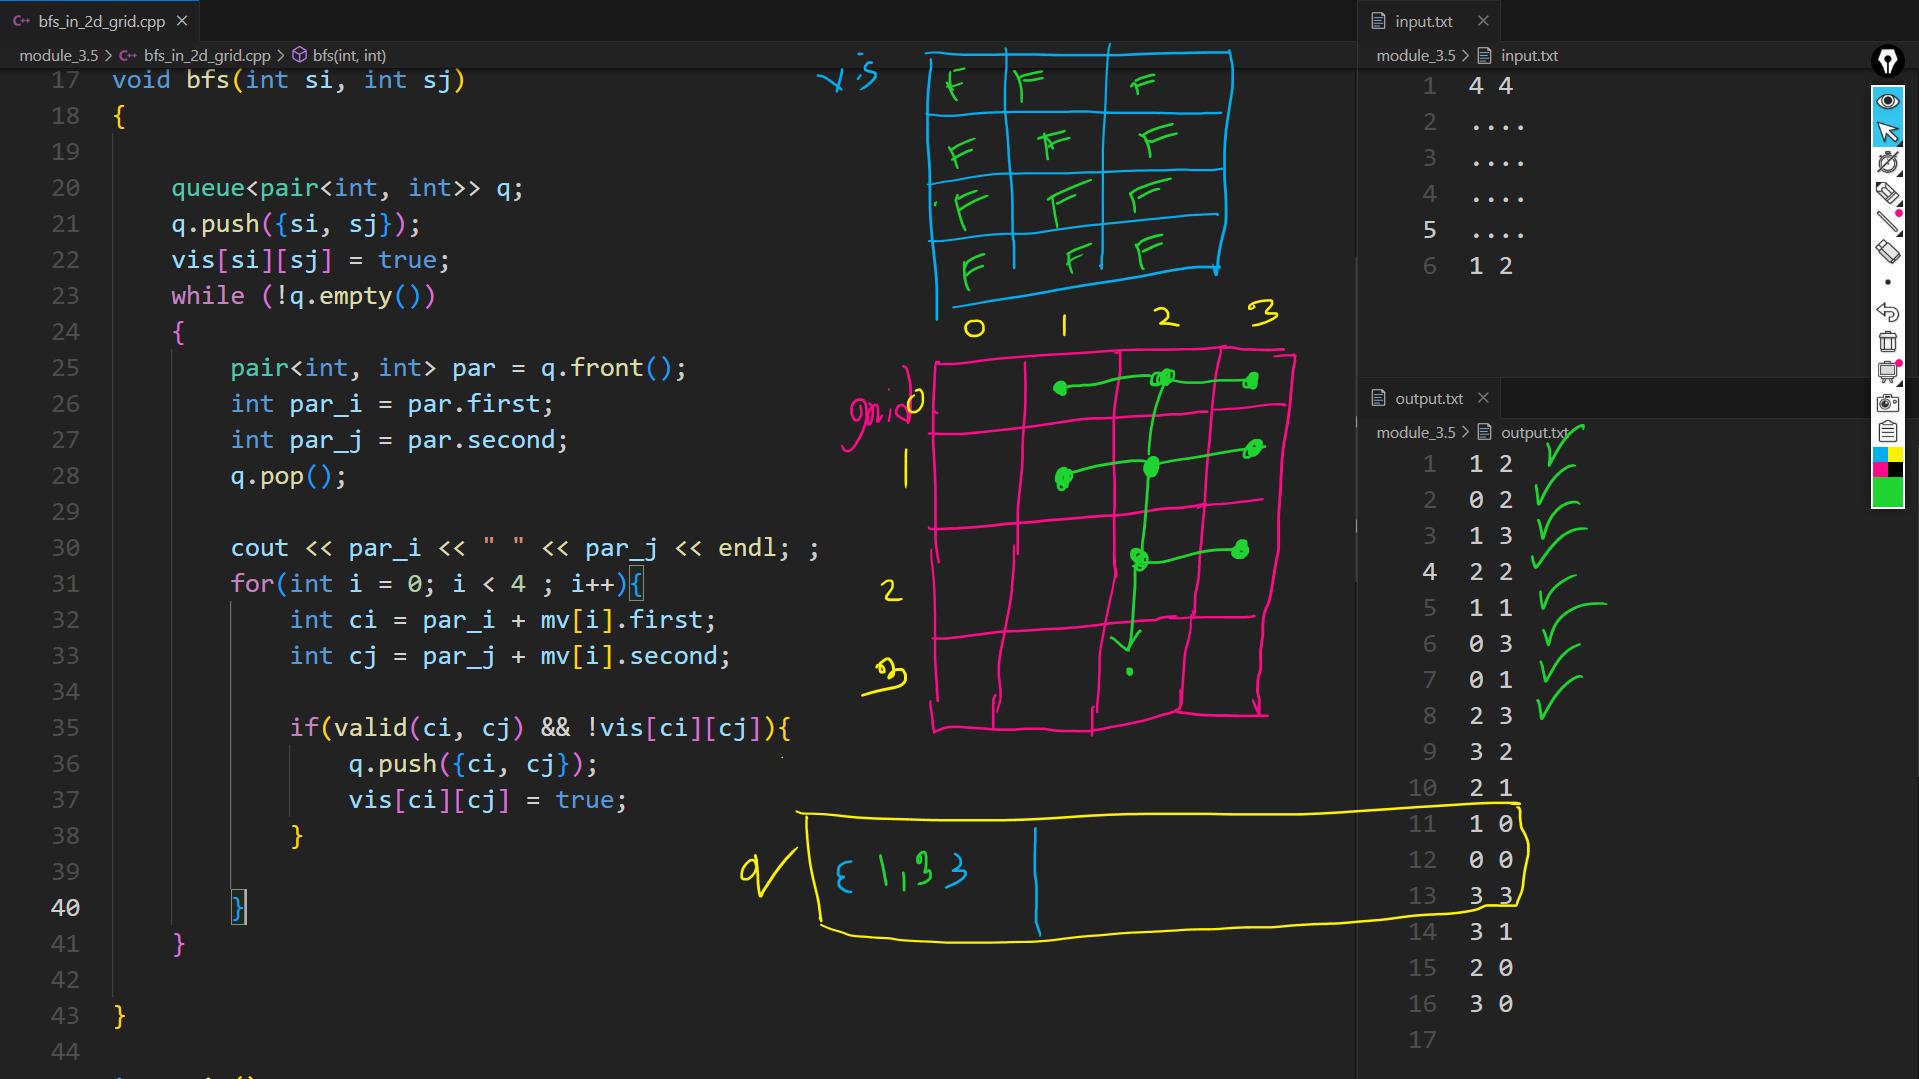 bfs_in_2d_grid.cpp
module_3.5 > bfs_in_2d_grid.cpp > bfs(int, int)
17 void bfs(int si, int sj)
18 {
19
20 queue<pair<int, int>> q;
21 q.push({si, sj});
22 vis[si][sj] = true;
23 while (!q.empty())
24 {
25 pair<int, int> par = q.front();
26 int par_i = par.first;
27 int par_j = par.second;
28 q.pop();
29
30 cout << par_i << " " << par_j << endl; ;
31 for(int i = 0; i < 4 ; i++){
32 int ci = par_i + mv[i].first;
33 int cj = par_j + mv[i].second;
34
35 if(valid(ci, cj) && !vis[ci][cj]){
36 q.push({ci, cj});
37 vis[ci][cj] = true;
38 }
39
40 }
41 }
42
43 }
44
vis
F F F
F F F
F F F
F F F
0 1 2 3
grid
0
1
2
3
q
{ 1,3 }
input.txt
module_3.5 > input.txt
1 4 4
2 ....
3 ....
4 ....
5 ....
6 1 2
output.txt
module_3.5 > output.txt
1 1 2
2 0 2
3 1 3
4 2 2
5 1 1
6 0 3
7 0 1
8 2 3
9 3 2
10 2 1
11 1 0
12 0 0
13 3 3
14 3 1
15 2 0
16 3 0
17